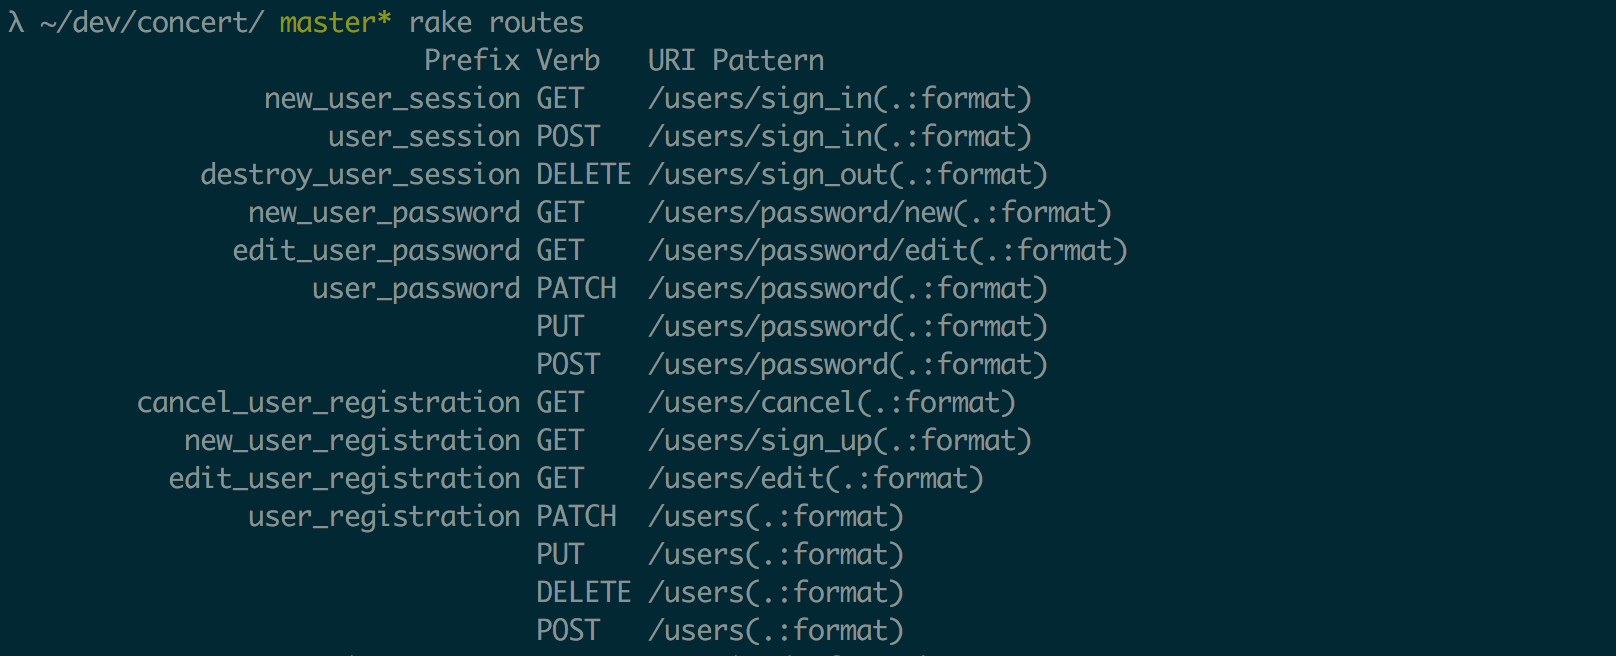 λ ~/dev/concert/ master* rake routes
Prefix Verb URI Pattern
new_user_session GET /users/sign_in(.:format)
user_session POST /users/sign_in(.:format)
destroy_user_session DELETE /users/sign_out(.:format)
new_user_password GET /users/password/new(.:format)
edit_user_password GET /users/password/edit(.:format)
user_password PATCH /users/password(.:format)
PUT /users/password(.:format)
POST /users/password(.:format)
cancel_user_registration GET /users/cancel(.:format)
new_user_registration GET /users/sign_up(.:format)
edit_user_registration GET /users/edit(.:format)
user_registration PATCH /users(.:format)
PUT /users(.:format)
DELETE /users(.:format)
POST /users(.:format)